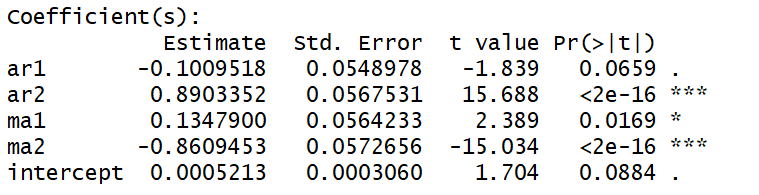 Coefficient(s):
Estimate Std. Error t value Pr(>|t|)
ar1 -0.1009518 0.0548978 -1.839 0.0659 .
ar2 0.8903352 0.0567531 15.688 <2e-16 ***
ma1 0.1347900 0.0564233 2.389 0.0169 *
ma2 -0.8609453 0.0572656 -15.034 <2e-16 ***
intercept 0.0005213 0.0003060 1.704 0.0884 .